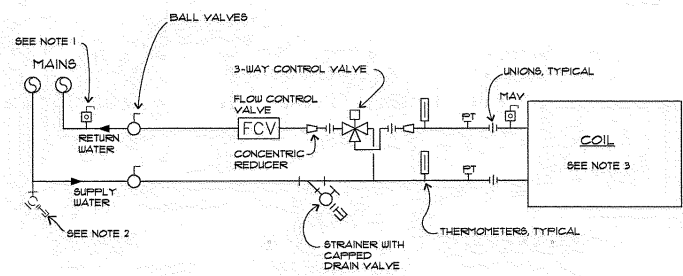 BALL VALVES
SEE NOTE 1
MAINS
3-WAY CONTROL VALVE
UNIONS, TYPICAL
FLOW CONTROL
VALVE
MAV
FCV
PT
RETURN
WATER
CONCENTRIC
REDUCER
COIL
SEE NOTE 3
PT
SUPPLY
WATER
SEE NOTE 2
THERMOMETERS, TYPICAL
STRAINER WITH
CAPPED
DRAIN VALVE